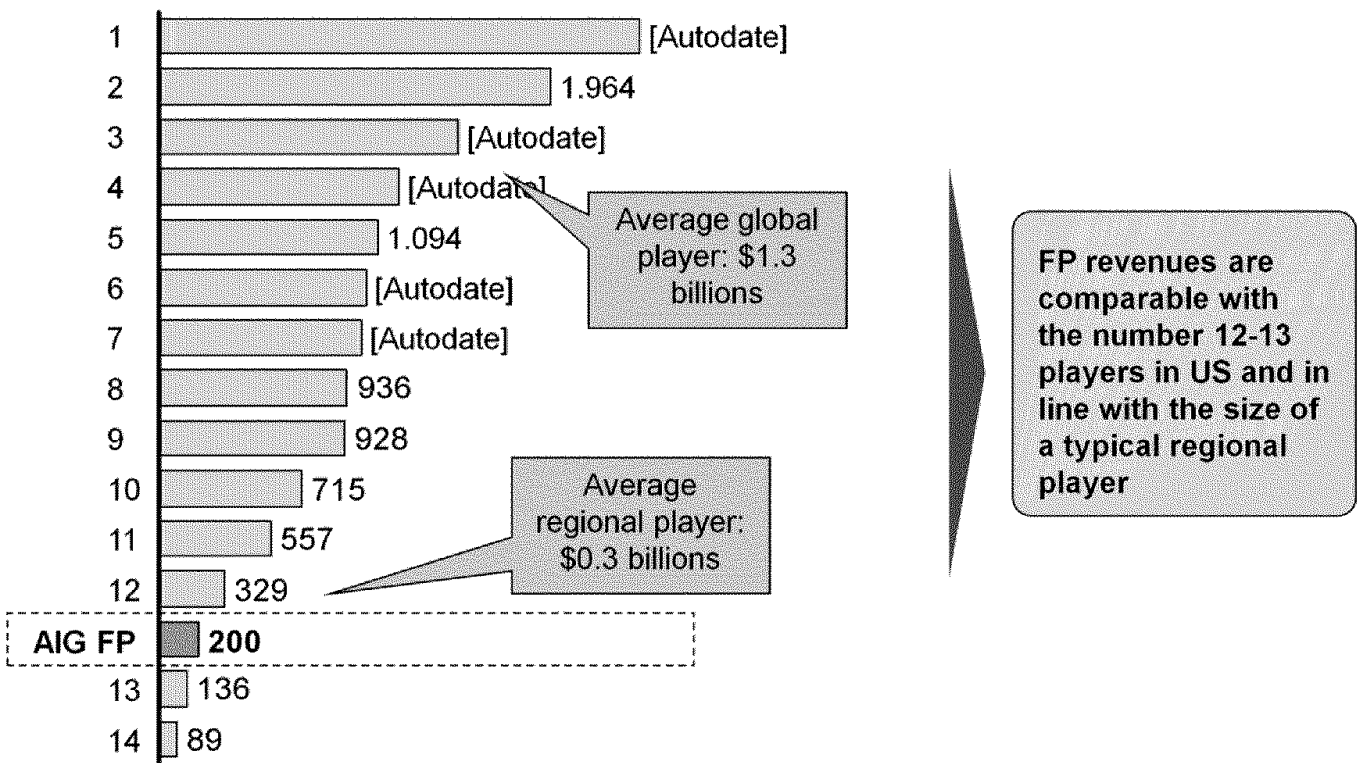 1 [Autodate]
2 1.964
3 [Autodate]
4 [Autodate]
5 1.094
6 [Autodate]
7 [Autodate]
8 936
9 928
10 715
11 557
12 329
AIG FP 200
13 136
14 89
Average global
player: $1.3
billions
Average
regional player:
$0.3 billions
FP revenues are
comparable with
the number 12-13
players in US and in
line with the size of
a typical regional
player